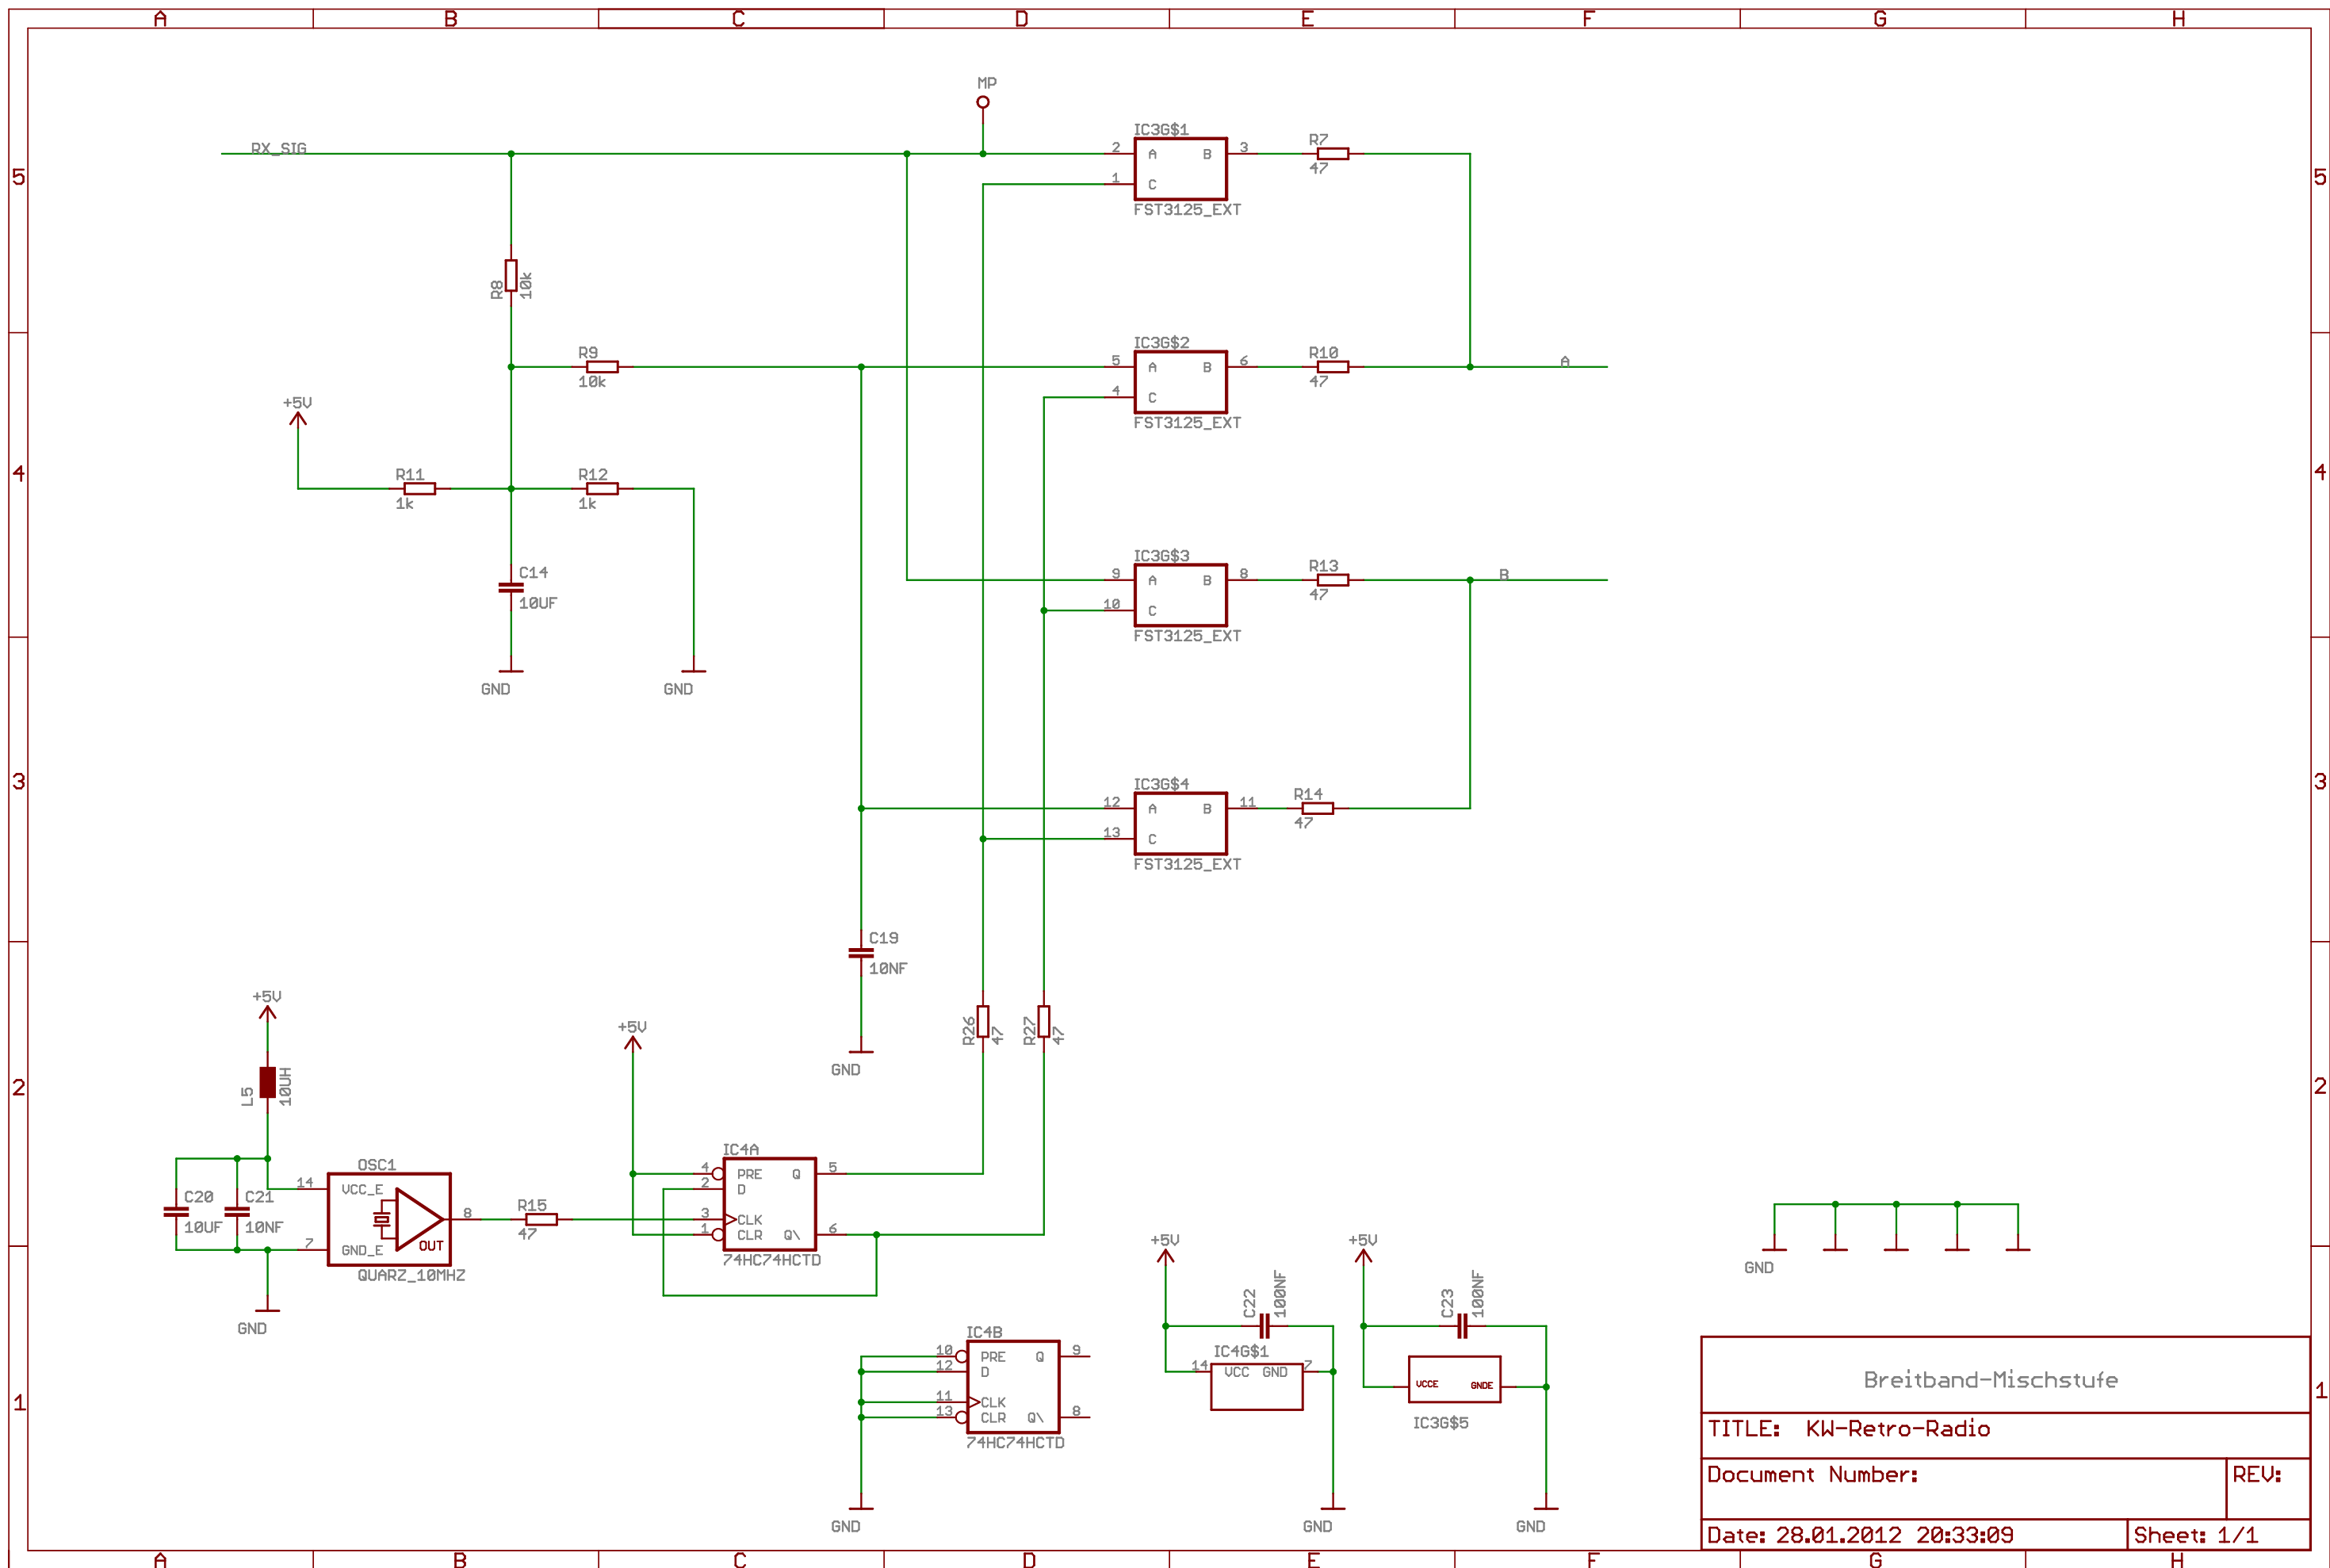 A B C D E F G H
MP
RX_SIG
IC3G$1
2 A B 3
1 C
FST3125_EXT
R7
47
5 5
R8
10k
R9
10k
IC3G$2
5 A B 6
4 C
FST3125_EXT
R10
47
A
+5V
R11
1k
R12
1k
4 4
C14
10UF
GND
GND
IC3G$3
9 A B 8
10 C
FST3125_EXT
R13
47
B
3 3
IC3G$4
12 A B 11
13 C
FST3125_EXT
R14
47
C19
10NF
GND
R26
47
R27
47
+5V
L5
10UH
+5V
2 2
C20
10UF
C21
10NF
OSC1
14 VCC_E
8
7 GND_E
OUT
QUARZ_10MHZ
GND
R15
47
IC4A
4 PRE Q 5
2 D
3 CLK
1 CLR Q\ 6
74HC74HCTD
IC4B
10 PRE Q 9
12 D
11 CLK
13 CLR Q\ 8
74HC74HCTD
GND
+5V
C22
100NF
IC4G$1
14 VCC GND 7
GND
+5V
C23
100NF
VCCE GNDE
IC3G$5
GND
GND
1 1
Breitband-Mischstufe
TITLE: KW-Retro-Radio
Document Number:
REV:
Date: 28.01.2012 20:33:09
Sheet: 1/1
A B C D E F G H